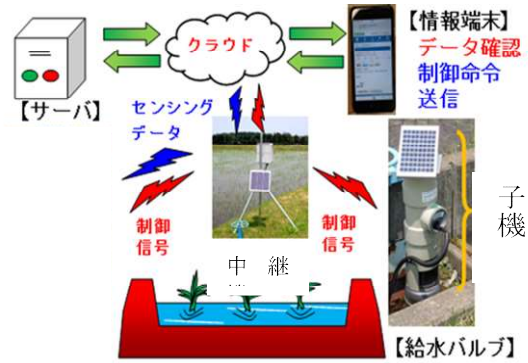 【情報端末】
データ確認
制御命令
送信
クラウド
【サーバ】
センシング
データ
制御
信号
制御
信号
中 継
子機
【給水バルブ】